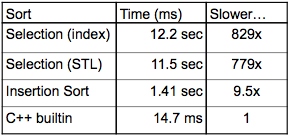 Sort Time (ms) Slower…
Selection (index) 12.2 sec 829x
Selection (STL) 11.5 sec 779x
Insertion Sort 1.41 sec 9.5x
C++ builtin 14.7 ms 1